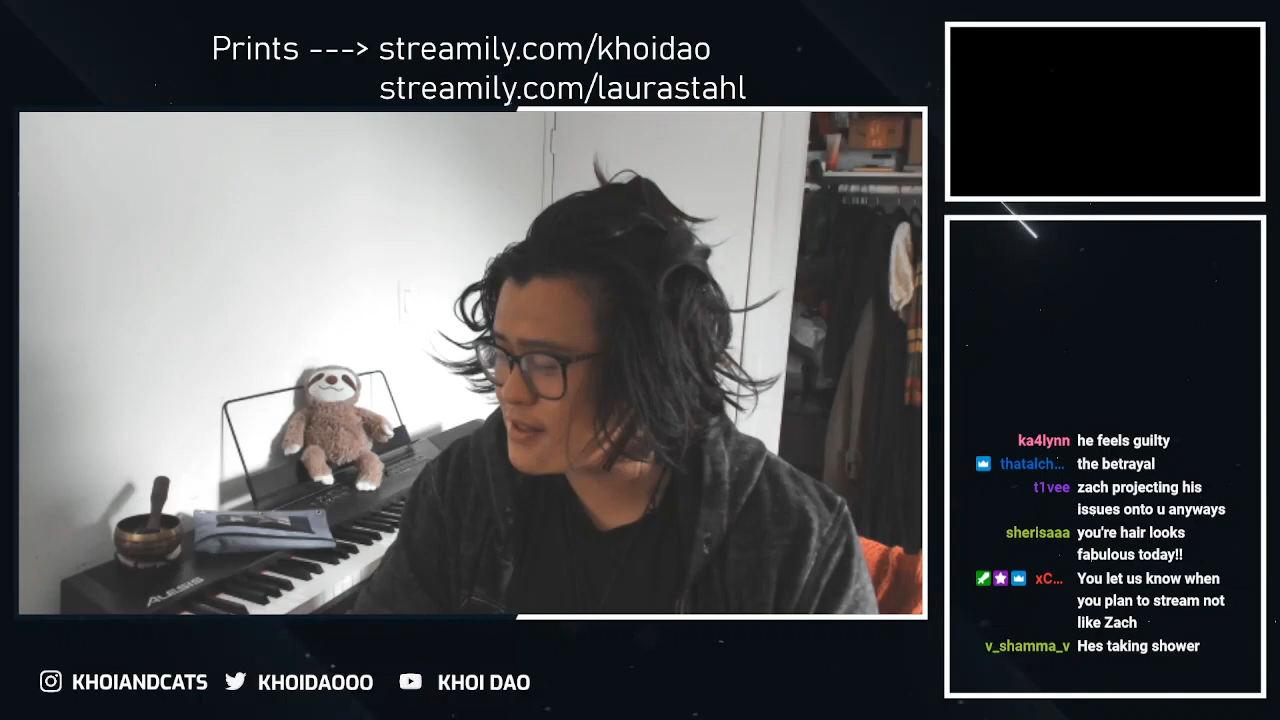 Prints ---> streamily.com/khoidao
streamily.com/laurastahl
ALESIS
ka4lynn he feels guilty
thatalch... the betrayal
t1vee zach projecting his
issues onto u anyways
sherisaaa you're hair looks
fabulous today!!
xC... You let us know when
you plan to stream not
like Zach
v_shamma_v Hes taking shower
KHOIANDCATS KHOIDAOOO KHOI DAO